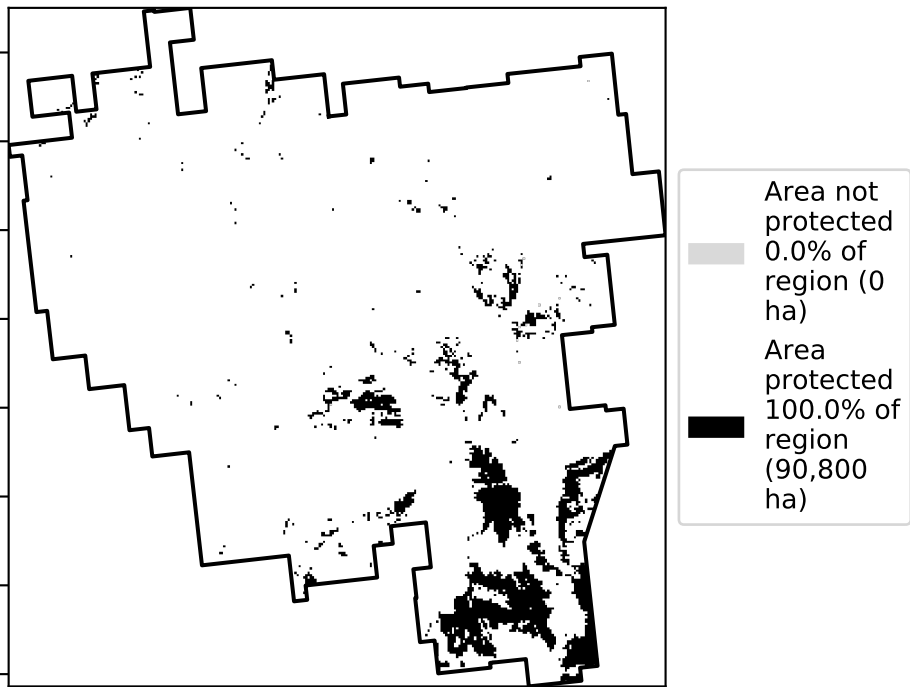 Area not
protected
0.0% of
region (0
ha)
Area
protected
100.0% of
region
(90,800
ha)